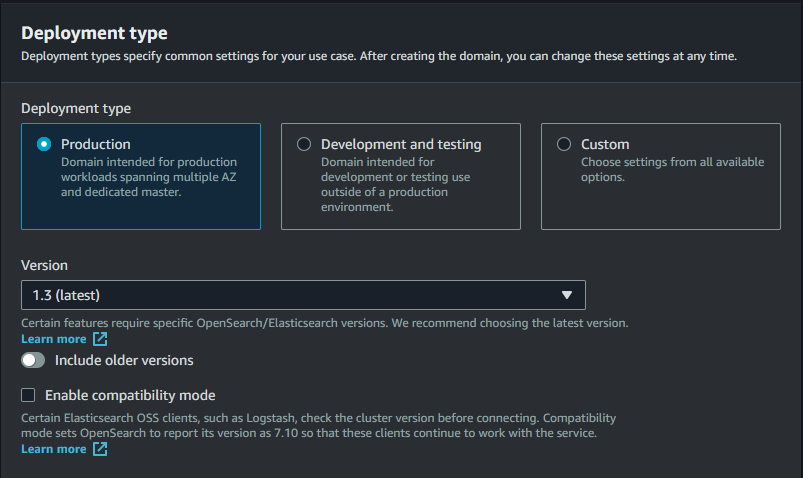 Deployment type
Deployment types specify common settings for your use case. After creating the domain, you can change these settings at any time.
Deployment type
Production
Domain intended for production
workloads spanning multiple AZ
and dedicated master.
Development and testing
Domain intended for
development or testing use
outside of a production
environment.
Custom
Choose settings from all available
options.
Version
1.3 (latest)
Certain features require specific OpenSearch/Elasticsearch versions. We recommend choosing the latest version.
Learn more
Include older versions
Enable compatibility mode
Certain Elasticsearch OSS clients, such as Logstash, check the cluster version before connecting. Compatibility
mode sets OpenSearch to report its version as 7.10 so that these clients continue to work with the service.
Learn more